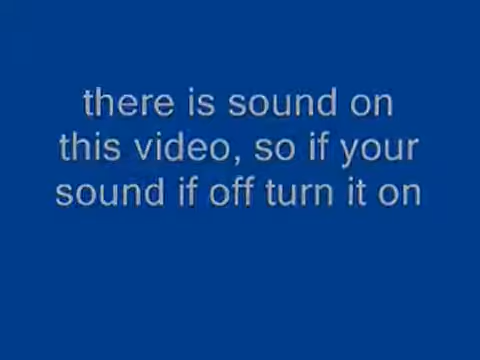 there is sound on
this video, so if your
sound if off turn it on